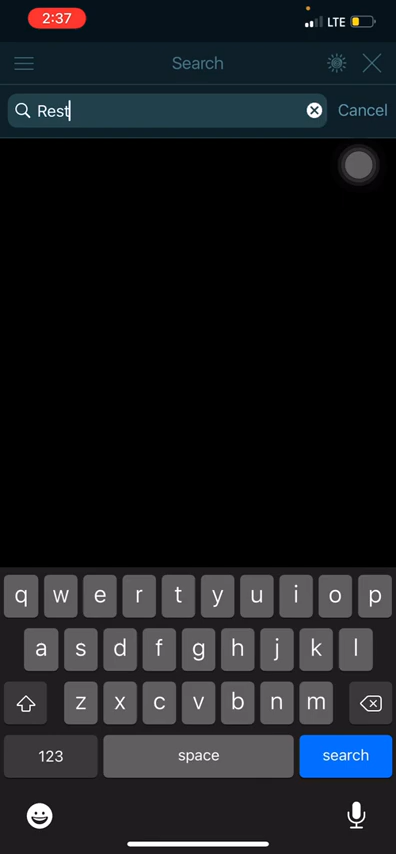 2:37
LTE
Search
Rest
Cancel
q w e r t y u i o p
a s d f g h j k l
z x c v b n m
123 space search